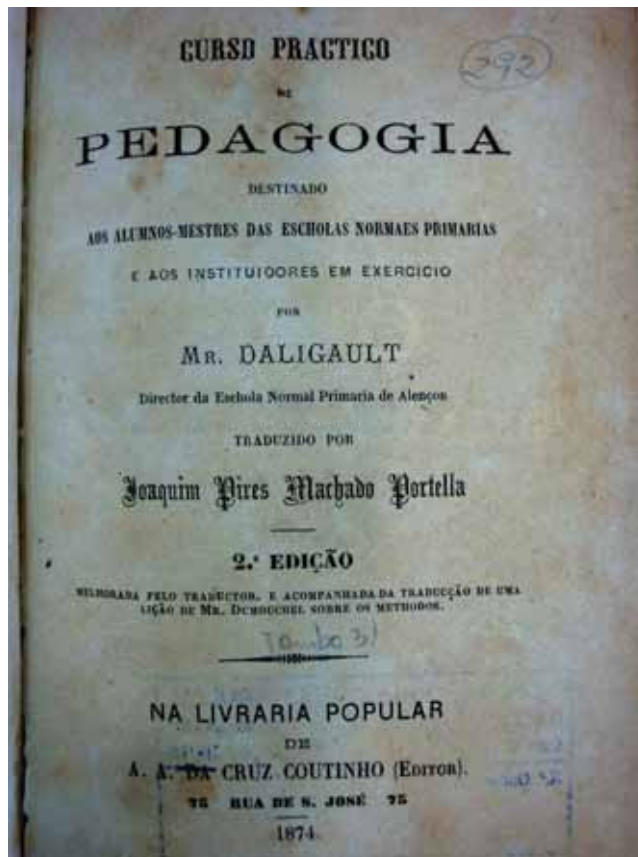 CURSO PRACTICO
292
DE
PEDAGOGIA
DESTINADO
AOS ALUMNOS-MESTRES DAS ESCHOLAS NORMAES PRIMARIAS
E AOS INSTITUIDORES EM EXERCICIO
POR
MR. DALIGAULT
Director da Eschola Normal Primaria de Alençon
TRADUZIDO POR
Joaquim Pires Machado Portella
2.ª EDIÇÃO
MELHORADA PELO TRADUCTOR, E ACOMPANHADA DA TRADUCÇÃO DE UMA
LIÇÃO DE MR. DUMOUCHEL SOBRE OS METHODOS.
Tombo 31
NA LIVRARIA POPULAR
DE
A. A. DA CRUZ COUTINHO (EDITOR).
75 RUA DE S. JOSÉ 75
1874